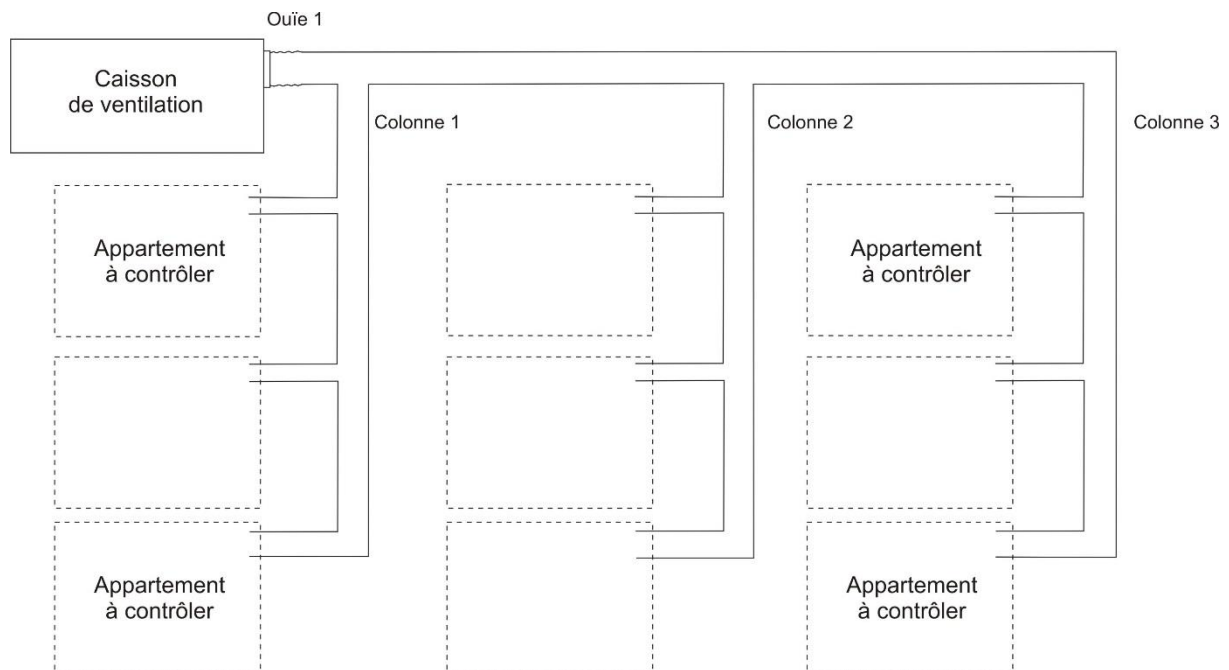 Ouïe 1
Caisson
de ventilation
Colonne 1
Colonne 2
Colonne 3
Appartement
à contrôler
Appartement
à contrôler
Appartement
à contrôler
Appartement
à contrôler